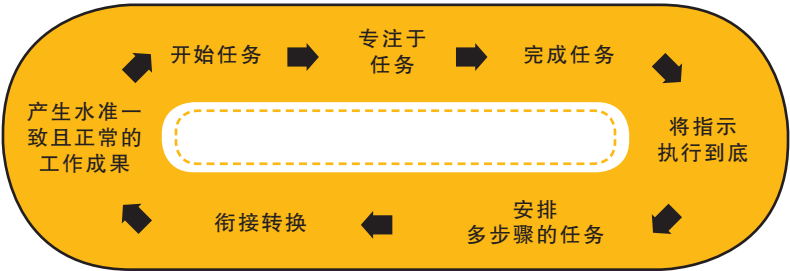 开始任务
专注于
任务
完成任务
将指示
执行到底
安排
多步骤的任务
衔接转换
产生水准一
致且正常的
工作成果